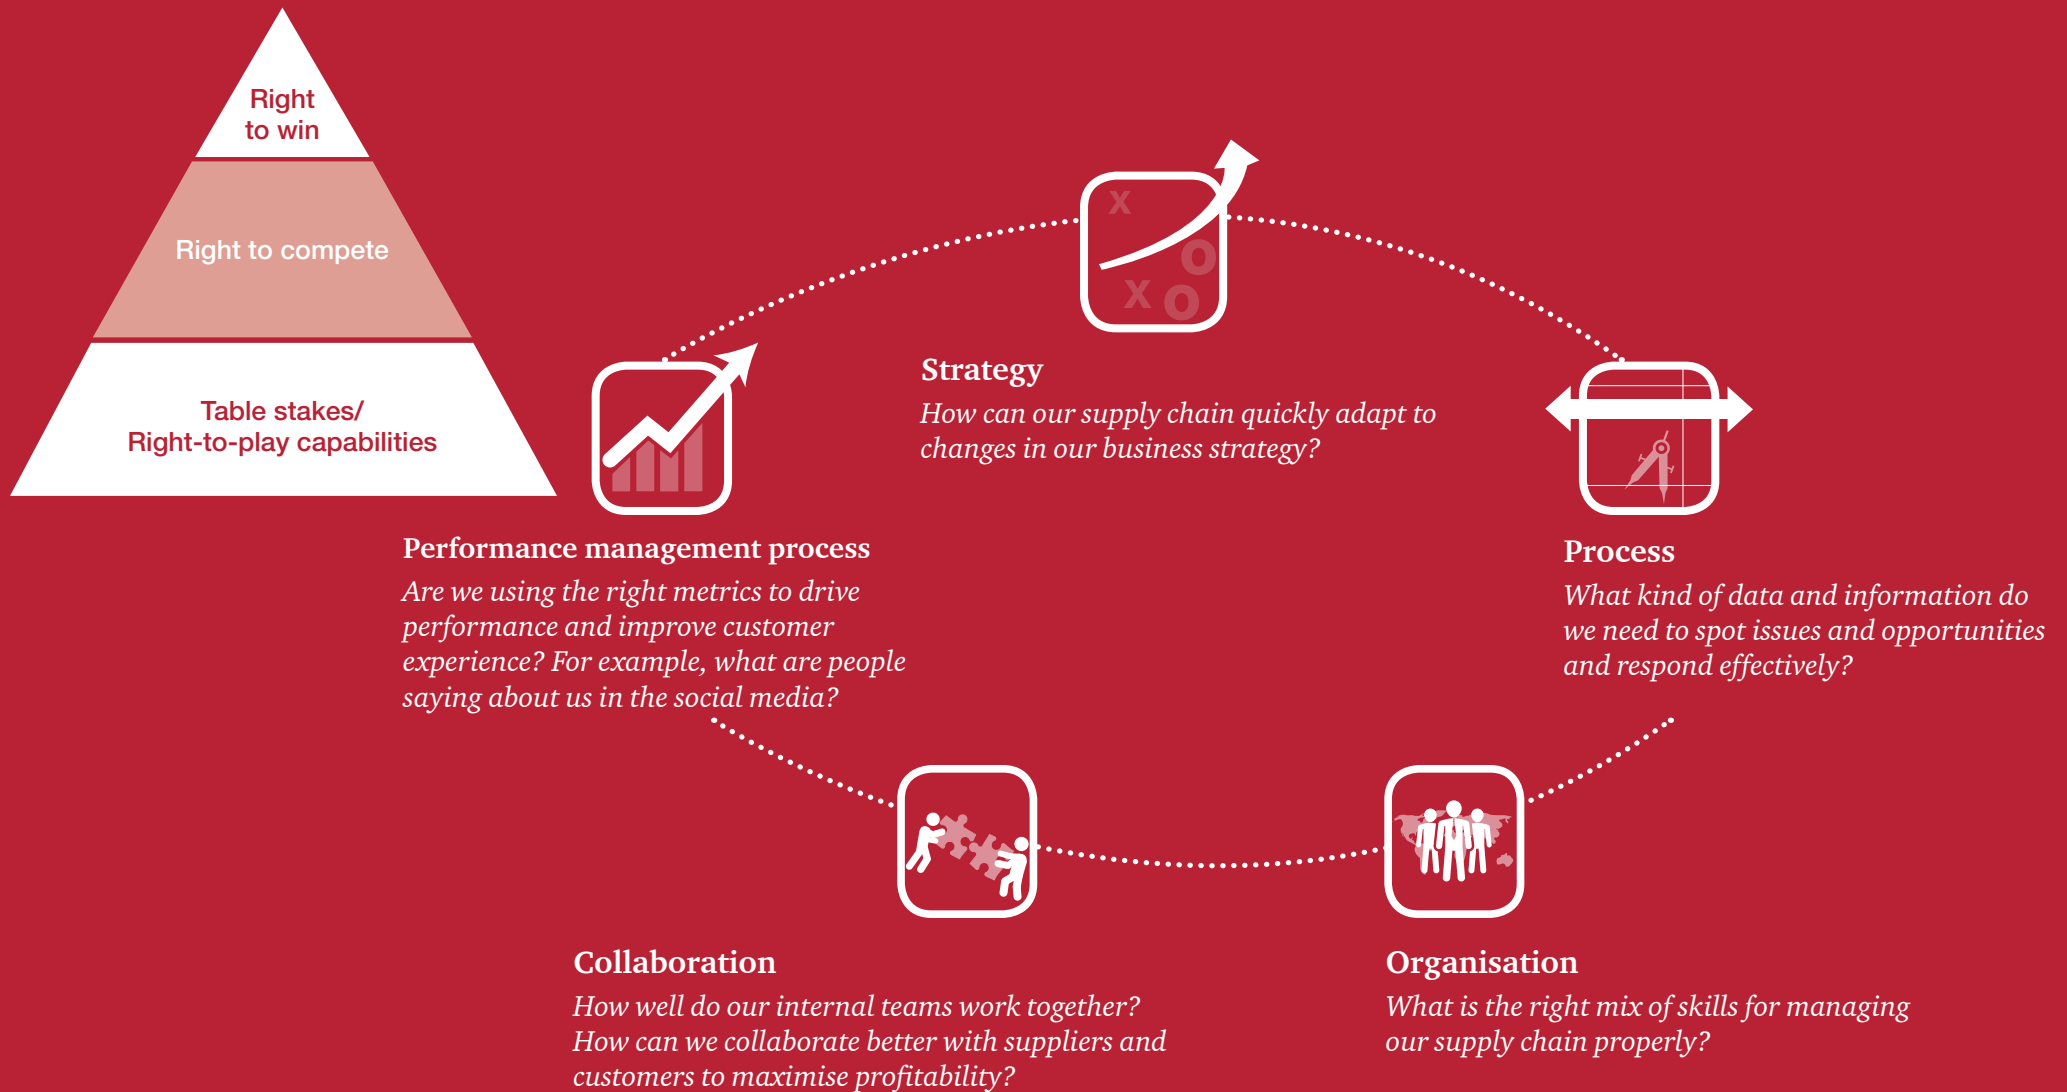 Right
to win
Right to compete
Table stakes/
Right-to-play capabilities
X
O
X O
Strategy
How can our supply chain quickly adapt to
changes in our business strategy?
Performance management process
Are we using the right metrics to drive
performance and improve customer
experience? For example, what are people
saying about us in the social media?
Process
What kind of data and information do
we need to spot issues and opportunities
and respond effectively?
Collaboration
How well do our internal teams work together?
How can we collaborate better with suppliers and
customers to maximise profitability?
Organisation
What is the right mix of skills for managing
our supply chain properly?